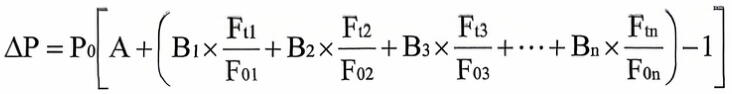 ΔP = P₀[A + (B₁ × Fₜ₁/F₀₁ + B₂ × Fₜ₂/F₀₂ + B₃ × Fₜ₃/F₀₃ + ⋯ + Bₙ × Fₜₙ/F₀ₙ) − 1]